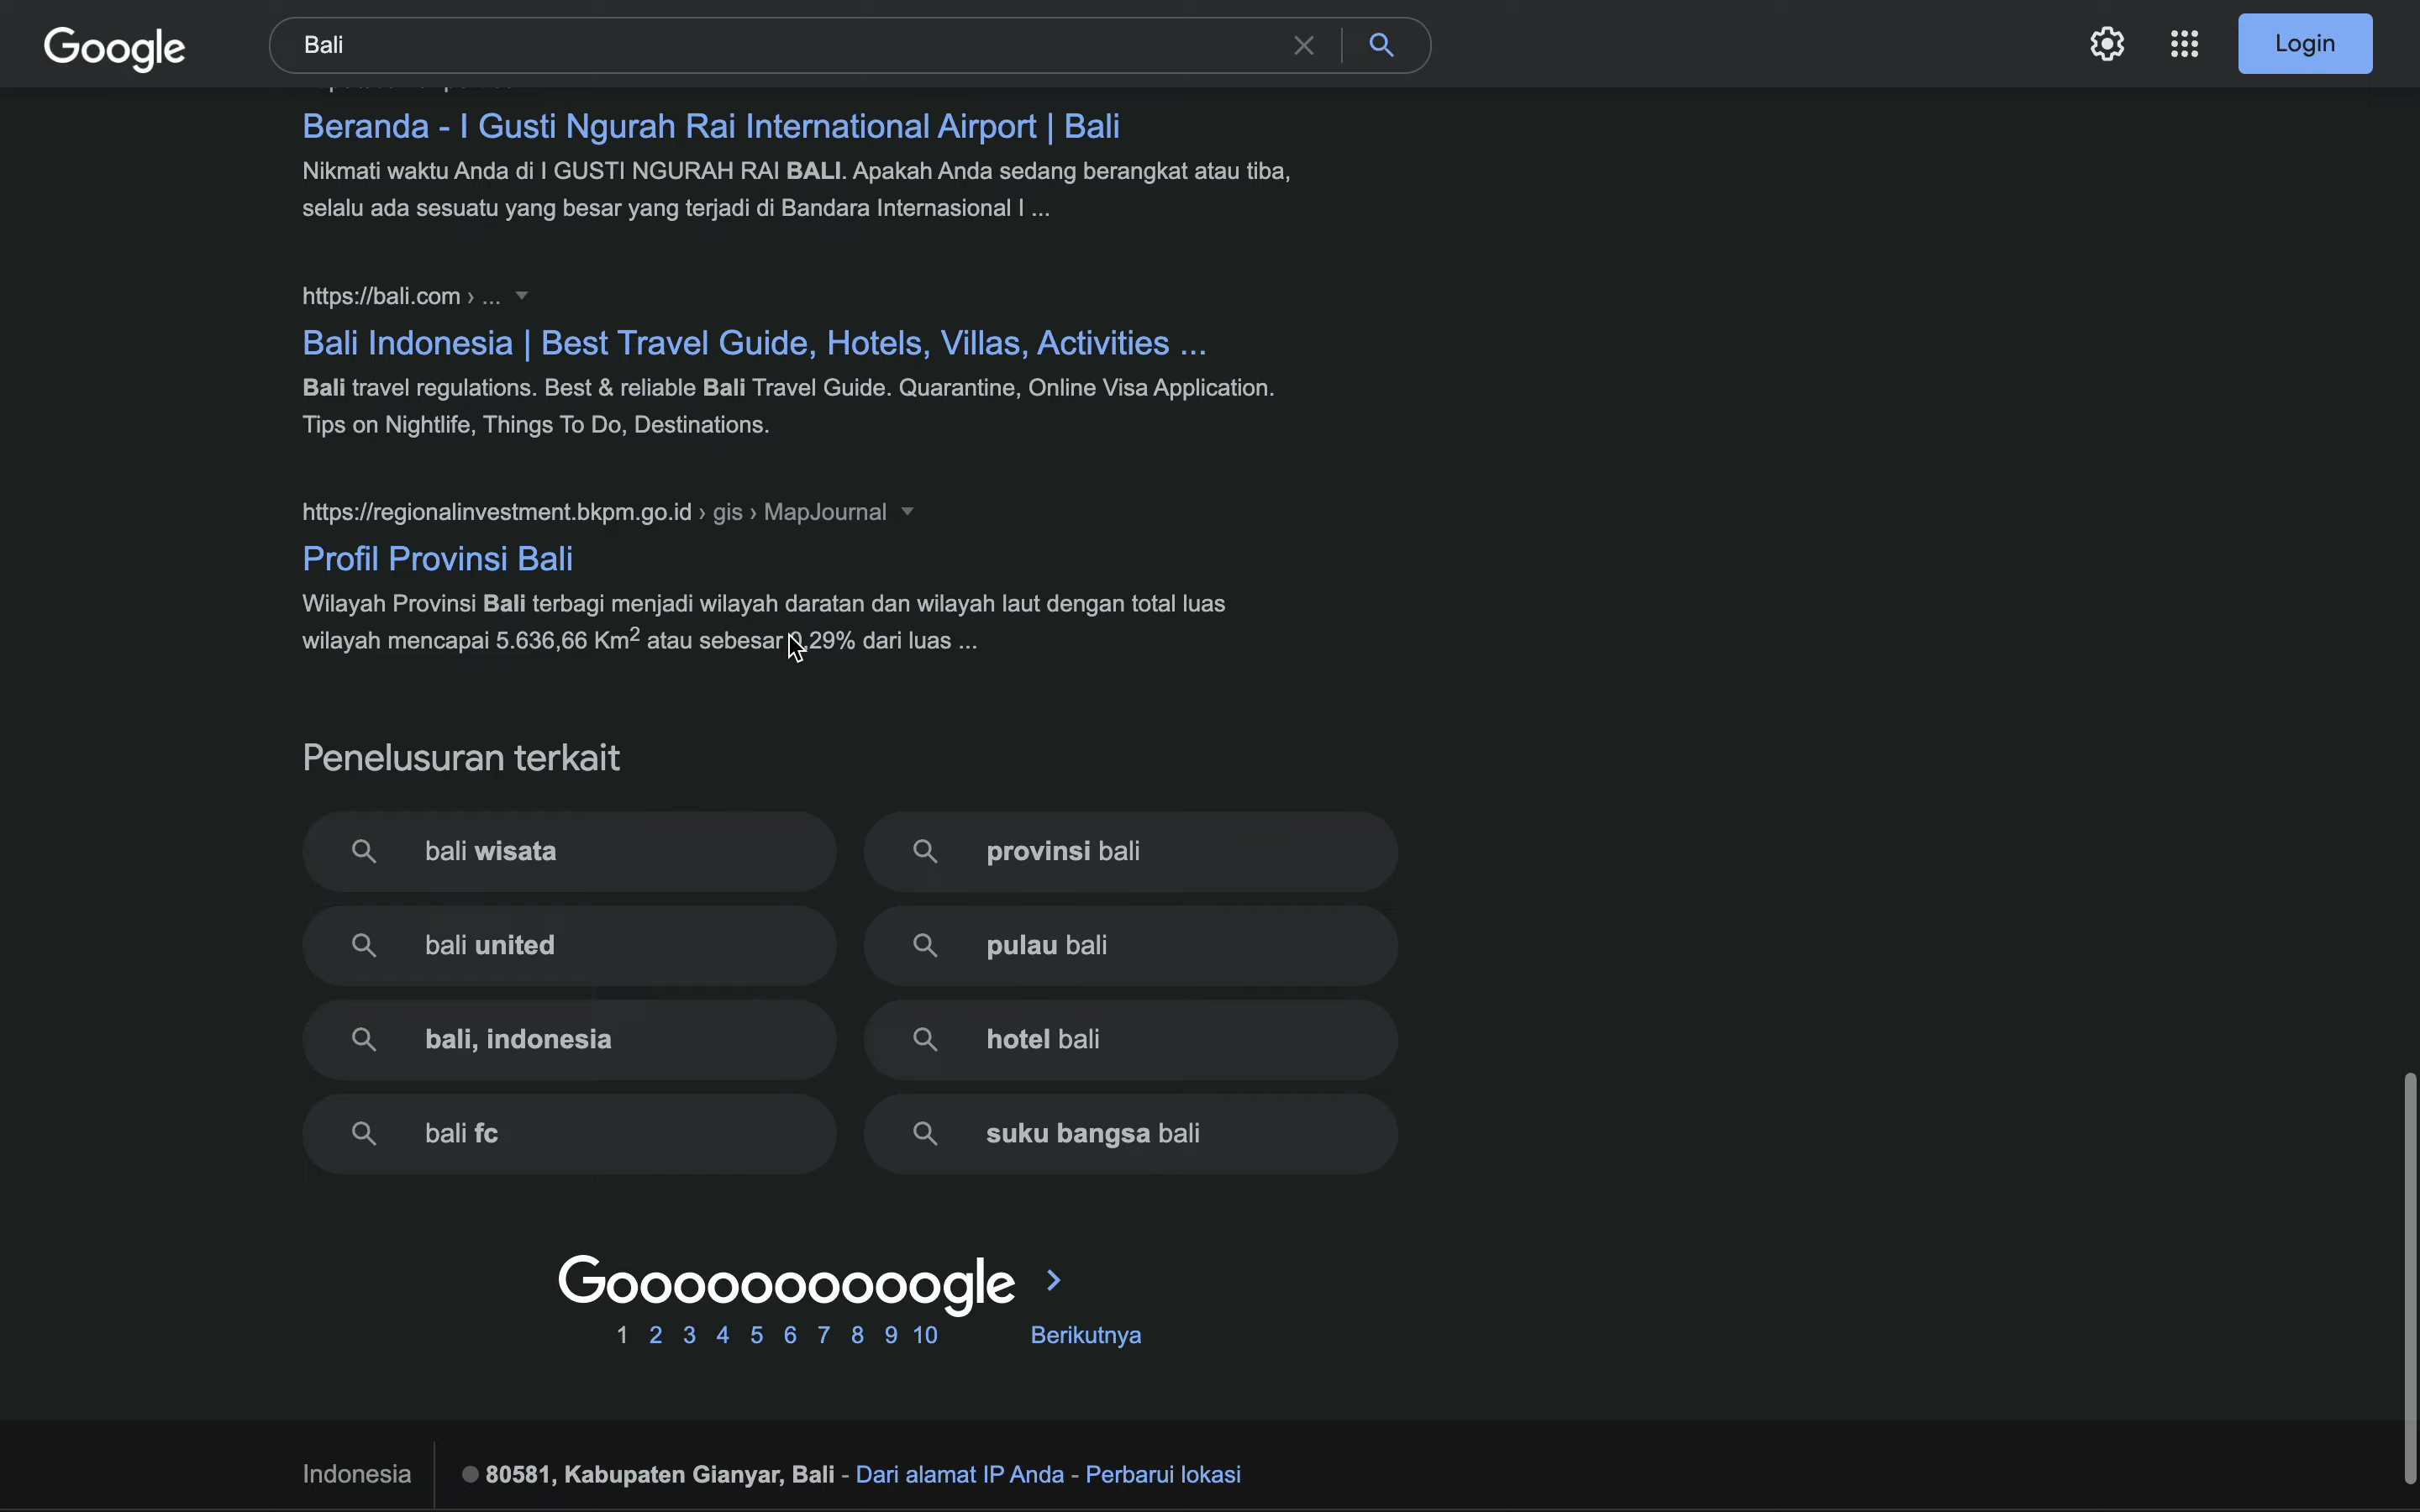 Google
Bali
Login
Beranda - I Gusti Ngurah Rai International Airport | Bali
Nikmati waktu Anda di I GUSTI NGURAH RAI BALI. Apakah Anda sedang berangkat atau tiba,
selalu ada sesuatu yang besar yang terjadi di Bandara Internasional I ...
https://bali.com › ...
Bali Indonesia | Best Travel Guide, Hotels, Villas, Activities ...
Bali travel regulations. Best & reliable Bali Travel Guide. Quarantine, Online Visa Application.
Tips on Nightlife, Things To Do, Destinations.
https://regionalinvestment.bkpm.go.id › gis › MapJournal
Profil Provinsi Bali
Wilayah Provinsi Bali terbagi menjadi wilayah daratan dan wilayah laut dengan total luas
wilayah mencapai 5.636,66 Km² atau sebesar 0,29% dari luas ...
Penelusuran terkait
bali wisata
provinsi bali
bali united
pulau bali
bali, indonesia
hotel bali
bali fc
suku bangsa bali
Goooooooooogle
1 2 3 4 5 6 7 8 9 10 Berikutnya
Indonesia
80581, Kabupaten Gianyar, Bali - Dari alamat IP Anda - Perbarui lokasi